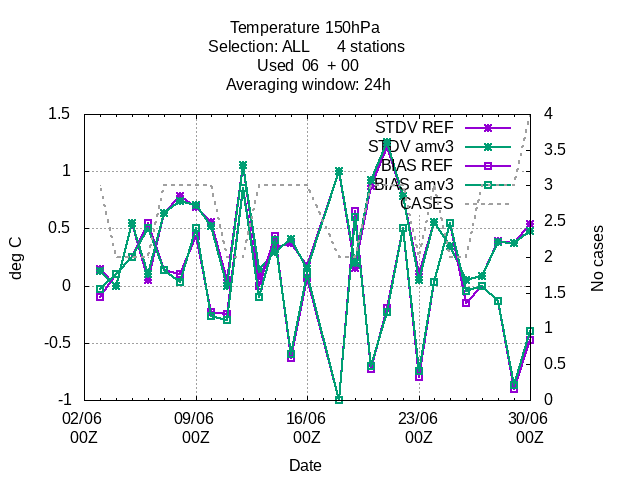 Temperature 150hPa
Selection: ALL 4 stations
Used 06 + 00
Averaging window: 24h
1.5
1
0.5
0
-0.5
-1
deg C
4
3.5
3
2.5
2
1.5
1
0.5
0
No cases
STDV REF
STDV amv3
BIAS REF
BIAS amv3
CASES
02/06 09/06 16/06 23/06 30/06
00Z 00Z 00Z 00Z 00Z
Date